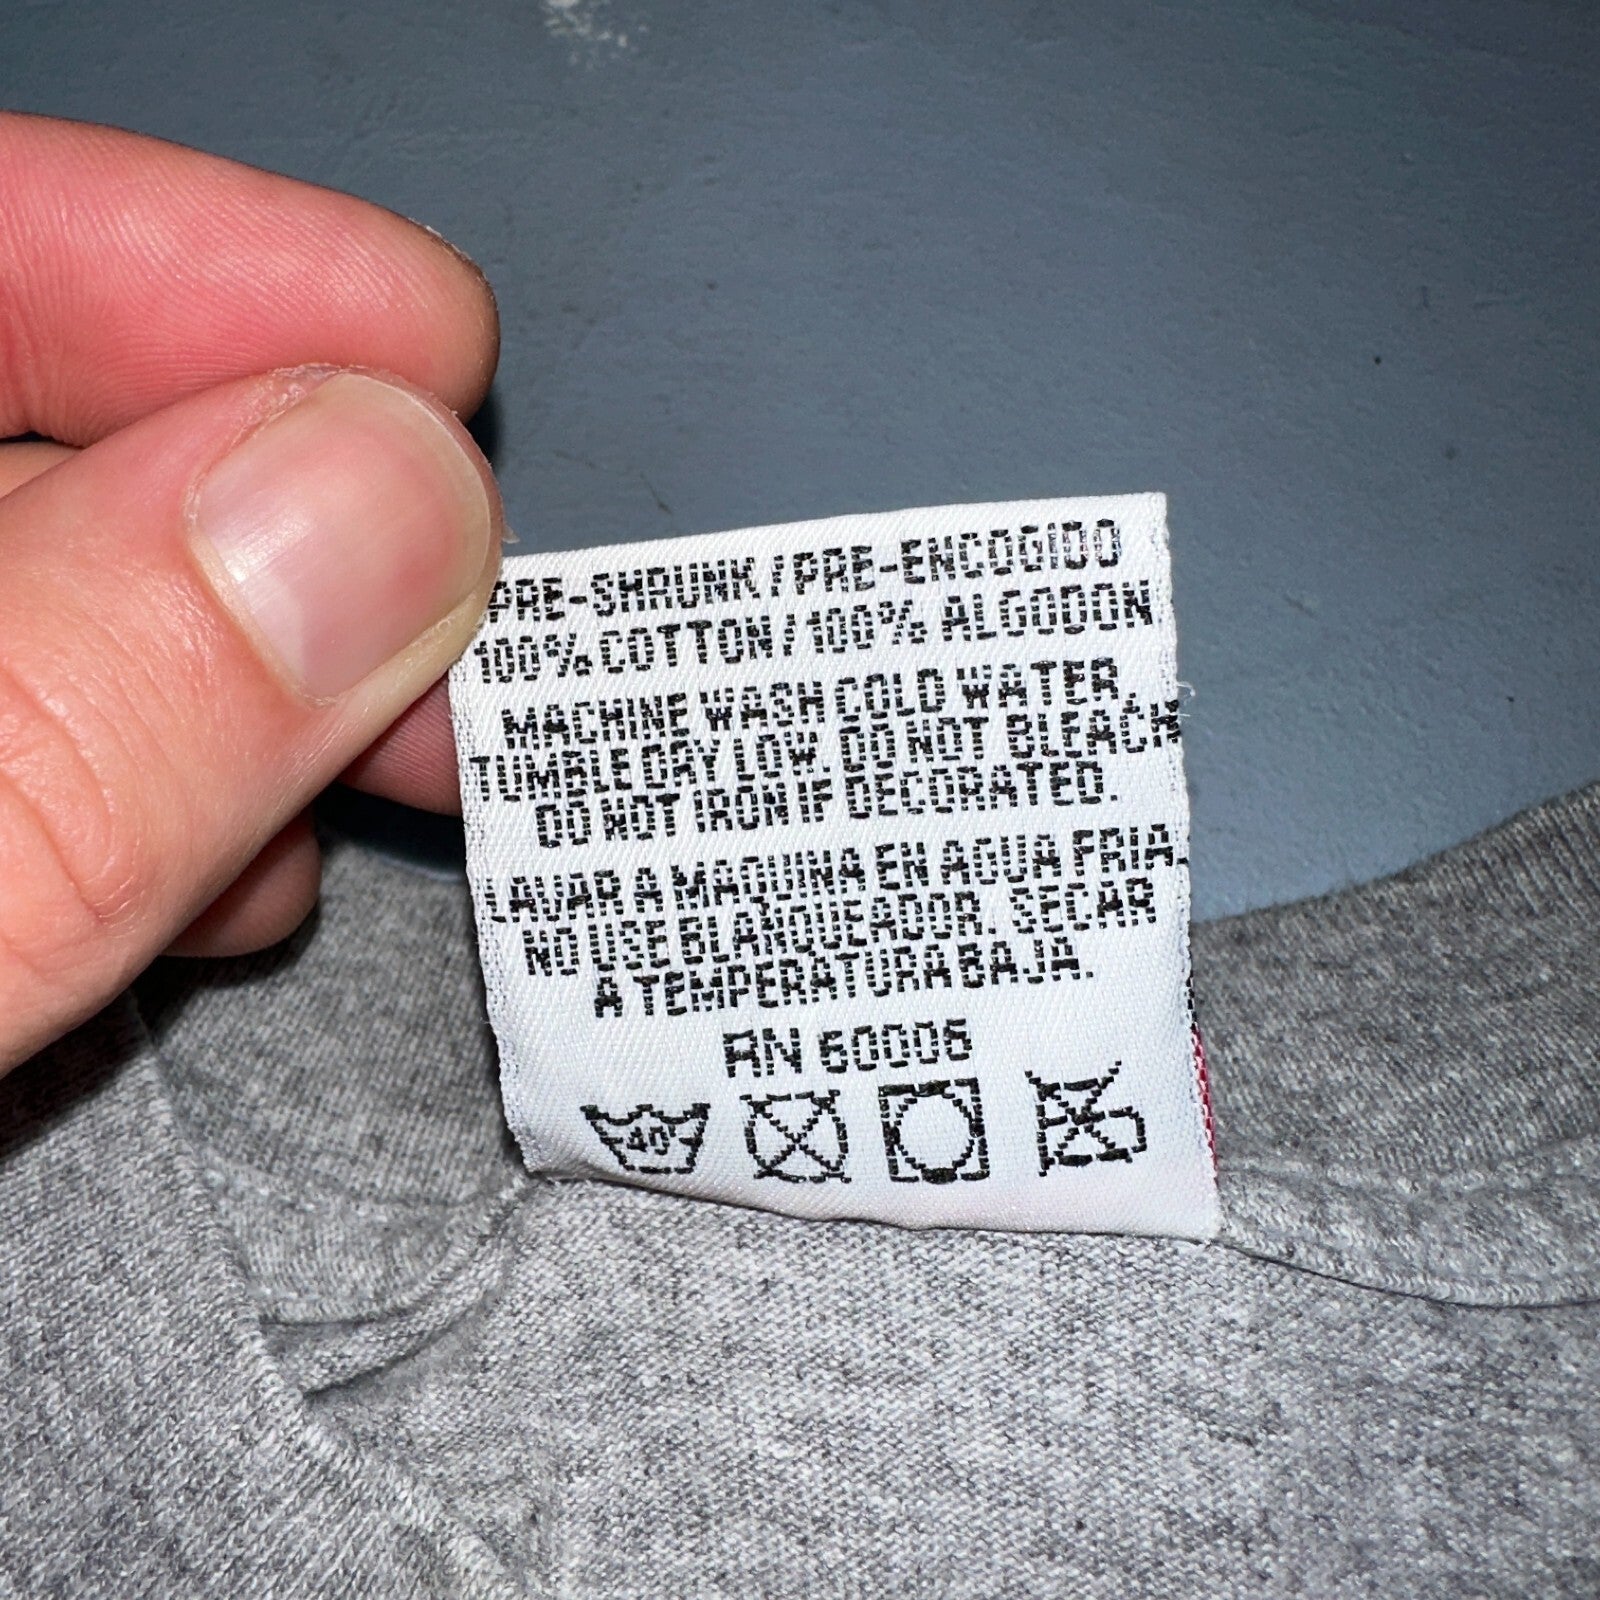 PRE-SHRUNK/PRE-ENCOGIDO
100% COTTON/100% ALGODON
MACHINE WASH COLD WATER,
TUMBLE DRY LOW. DO NOT BLEACH
DO NOT IRON IF DECORATED.
LAVAR A MAQUINA EN AGUA FRIA,
NO USE BLANQUEADOR. SECAR
A TEMPERATURA BAJA.
RN 60006
40°